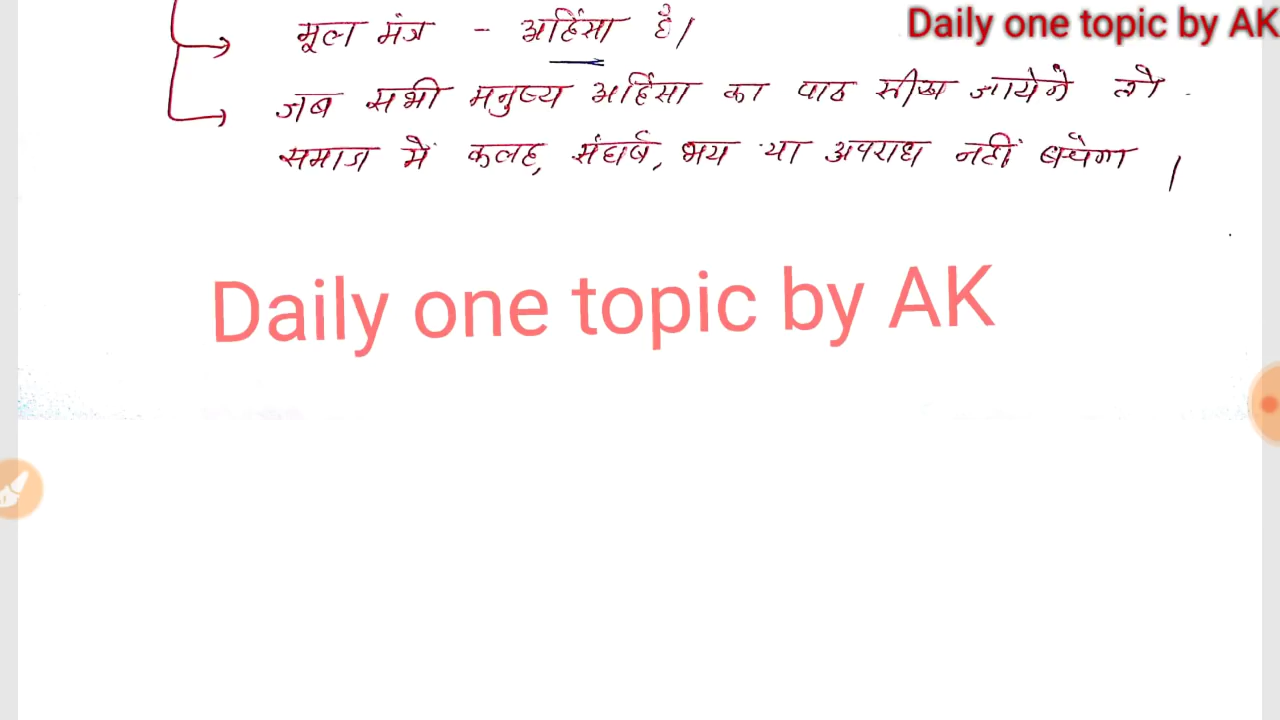 Daily one topic by AK
मूल मंत्र - अहिंसा है।
जब सभी मनुष्य अहिंसा का पाठ सीख जायेगे तो
समाज में कलह, संघर्ष, भय या अपराध नहीं बचेगा ।
Daily one topic by AK